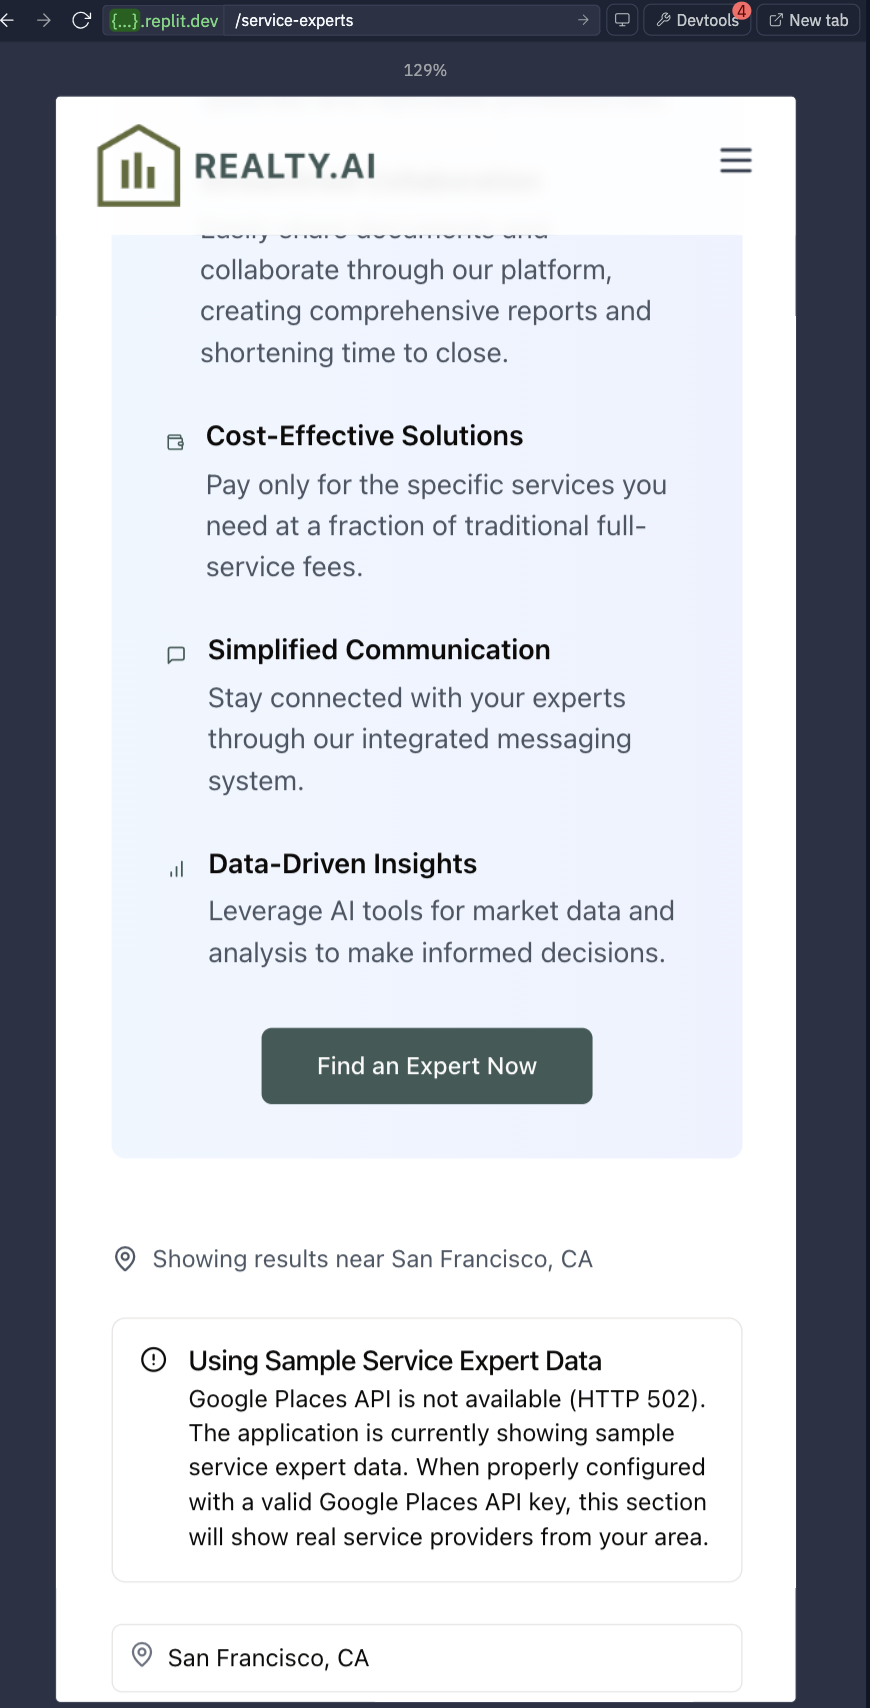 {...}.replit.dev /service-experts
Devtools 4
New tab
129%
REALTY.AI
Easily share documents and
collaborate through our platform,
creating comprehensive reports and
shortening time to close.
Cost-Effective Solutions
Pay only for the specific services you
need at a fraction of traditional full-
service fees.
Simplified Communication
Stay connected with your experts
through our integrated messaging
system.
Data-Driven Insights
Leverage AI tools for market data and
analysis to make informed decisions.
Find an Expert Now
Showing results near San Francisco, CA
Using Sample Service Expert Data
Google Places API is not available (HTTP 502).
The application is currently showing sample
service expert data. When properly configured
with a valid Google Places API key, this section
will show real service providers from your area.
San Francisco, CA